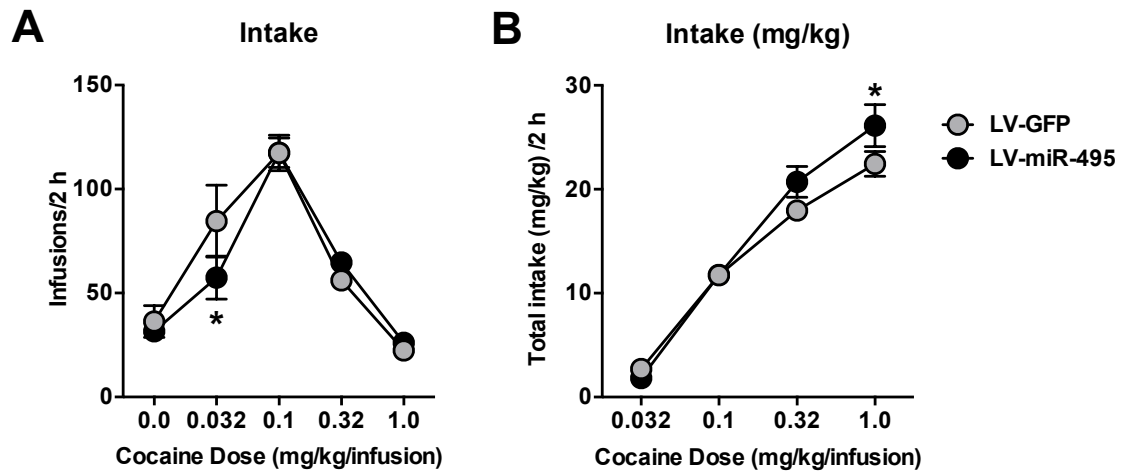 A
Intake
Infusions/2 h
150
100
50
0
*
0.0 0.032 0.1 0.32 1.0
Cocaine Dose (mg/kg/infusion)
B
Intake (mg/kg)
Total intake (mg/kg) /2 h
30
20
10
0
*
0.032 0.1 0.32 1.0
Cocaine Dose (mg/kg/infusion)
LV-GFP
LV-miR-495